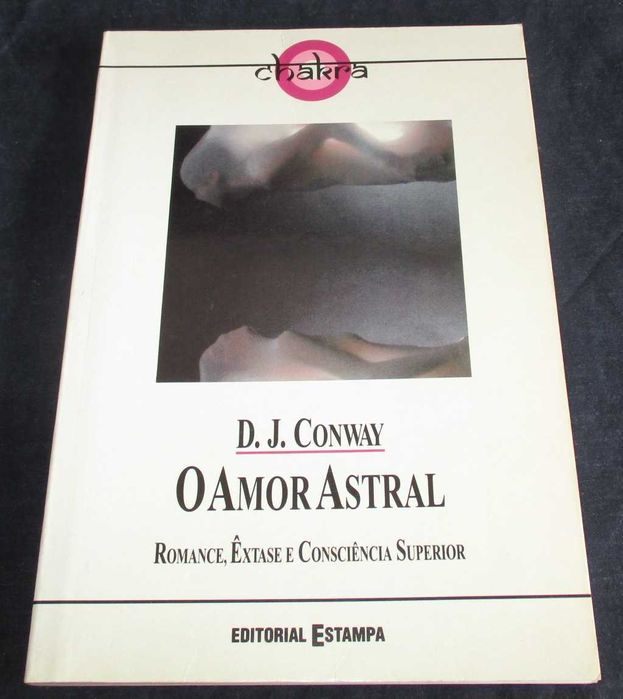 chakra
D. J. CONWAY
O AMOR ASTRAL
ROMANCE, ÊXTASE E CONSCIÊNCIA SUPERIOR
EDITORIAL ESTAMPA